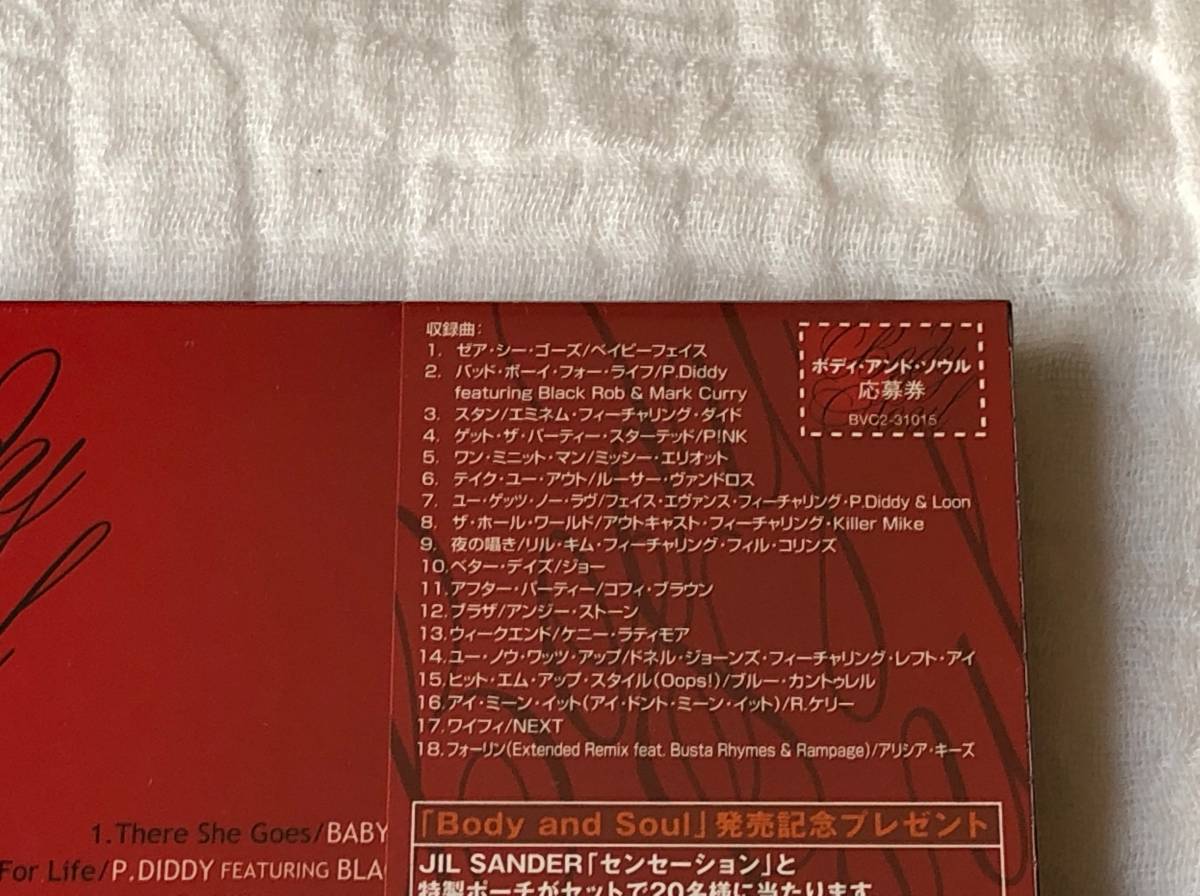 収録曲:
1. ゼア・シー・ゴーズ/ベイビーフェイス
2. バッド・ボーイ・フォー・ライフ/P.Diddy
featuring Black Rob & Mark Curry
3. スタン/エミネム・フィーチャリング・ダイド
4. ゲット・ザ・パーティー・スターテッド/P!NK
5. ワン・ミニット・マン/ミッシー・エリオット
6. テイク・ユー・アウト/ルーサー・ヴァンドロス
7. ユー・ゲッツ・ノー・ラヴ/フェイス・エヴァンス・フィーチャリング・P.Diddy & Loon
8. ザ・ホール・ワールド/アウトキャスト・フィーチャリング・Killer Mike
9. 夜の囁き/リル・キム・フィーチャリング・フィル・コリンズ
10. ベター・デイズ/ジョー
11. アフター・パーティー/コフィ・ブラウン
12. ブラザ/アンジー・ストーン
13. ウィークエンド/ケニー・ラティモア
14. ユー・ノウ・ワッツ・アップ/ドネル・ジョーンズ・フィーチャリング・レフト・アイ
15. ヒット・エム・アップ・スタイル(Oops!)/ブルー・カントゥレル
16. アイ・ミーン・イット(アイ・ドント・ミーン・イット)/R.ケリー
17. ワイフィ/NEXT
18. フォーリン(Extended Remix feat. Busta Rhymes & Rampage)/アリシア・キーズ
ボディ・アンド・ソウル
応募券
BVC2-31015
「Body and Soul」発売記念プレゼント
JIL SANDER「センセーション」と
特製ポーチがセットで20名様に当たります
1.There She Goes/BABY
For Life/P.DIDDY FEATURING BLA